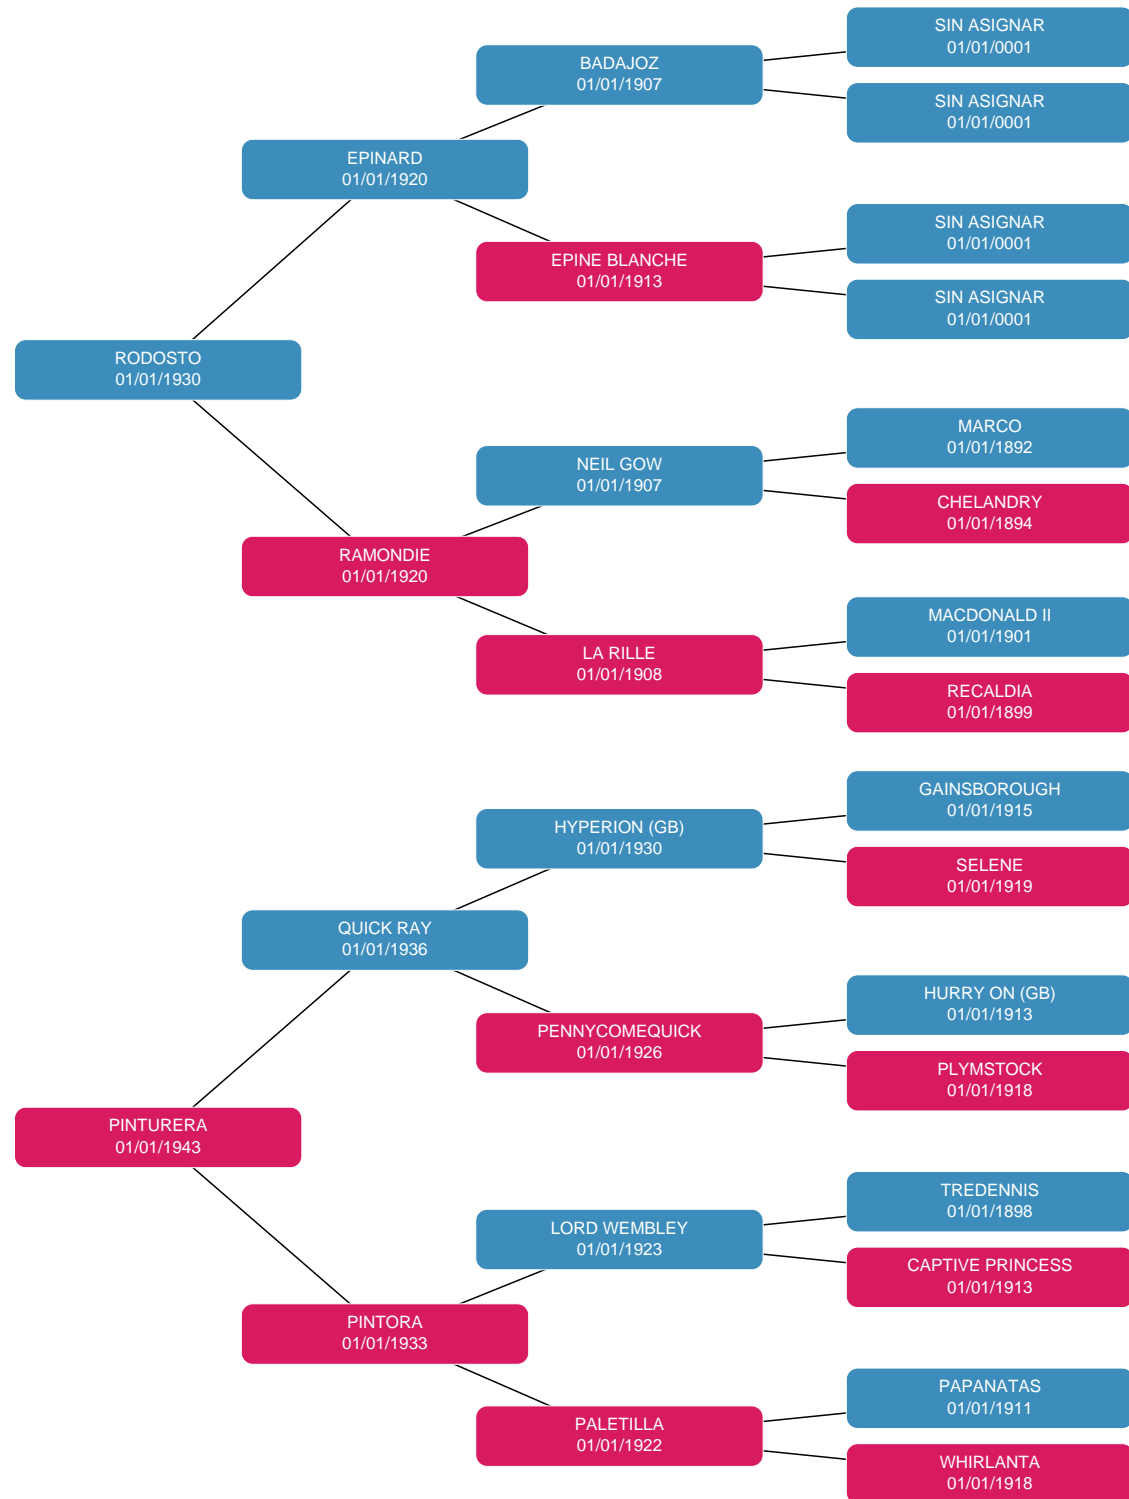 SIN ASIGNAR
01/01/0001
BADAJOZ
01/01/1907
SIN ASIGNAR
01/01/0001
EPINARD
01/01/1920
SIN ASIGNAR
01/01/0001
EPINE BLANCHE
01/01/1913
SIN ASIGNAR
01/01/0001
RODOSTO
01/01/1930
MARCO
01/01/1892
NEIL GOW
01/01/1907
CHELANDRY
01/01/1894
RAMONDIE
01/01/1920
MACDONALD II
01/01/1901
LA RILLE
01/01/1908
RECALDIA
01/01/1899
GAINSBOROUGH
01/01/1915
HYPERION (GB)
01/01/1930
SELENE
01/01/1919
QUICK RAY
01/01/1936
HURRY ON (GB)
01/01/1913
PENNYCOMEQUICK
01/01/1926
PLYMSTOCK
01/01/1918
PINTURERA
01/01/1943
TREDENNIS
01/01/1898
LORD WEMBLEY
01/01/1923
CAPTIVE PRINCESS
01/01/1913
PINTORA
01/01/1933
PAPANATAS
01/01/1911
PALETILLA
01/01/1922
WHIRLANTA
01/01/1918